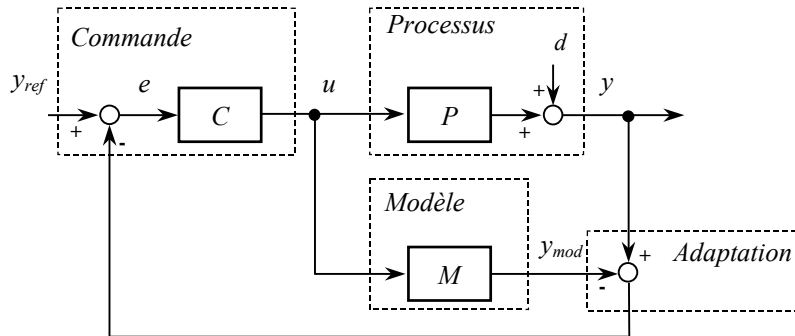 Commande
Processus
d
y_ref
e
u
y
+
+
C
P
+
-
+
Modèle
y_mod
+
Adaptation
M
-